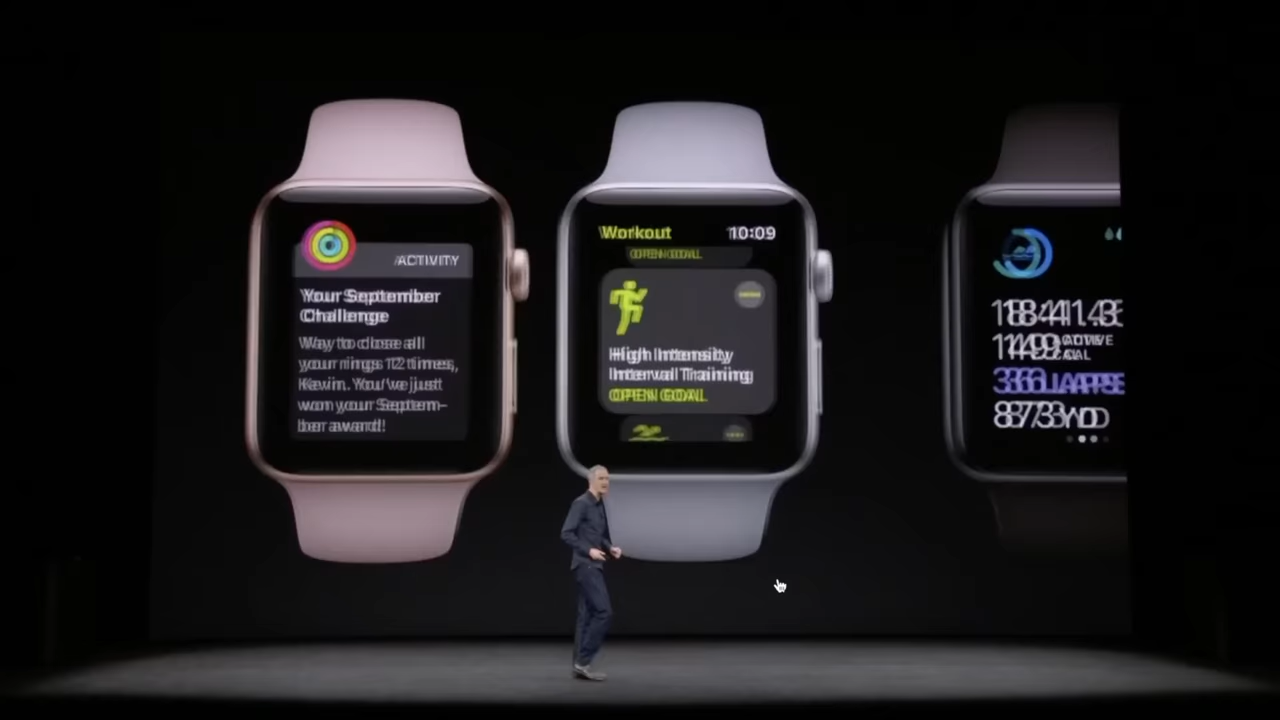 ACTIVITY
Your September
Challenge
Way to close all
your rings 12 times,
Kevin. You've just
won your Septem-
ber award!
Workout
10:09
OPEN GOAL
High Intensity
Interval Training
OPEN GOAL